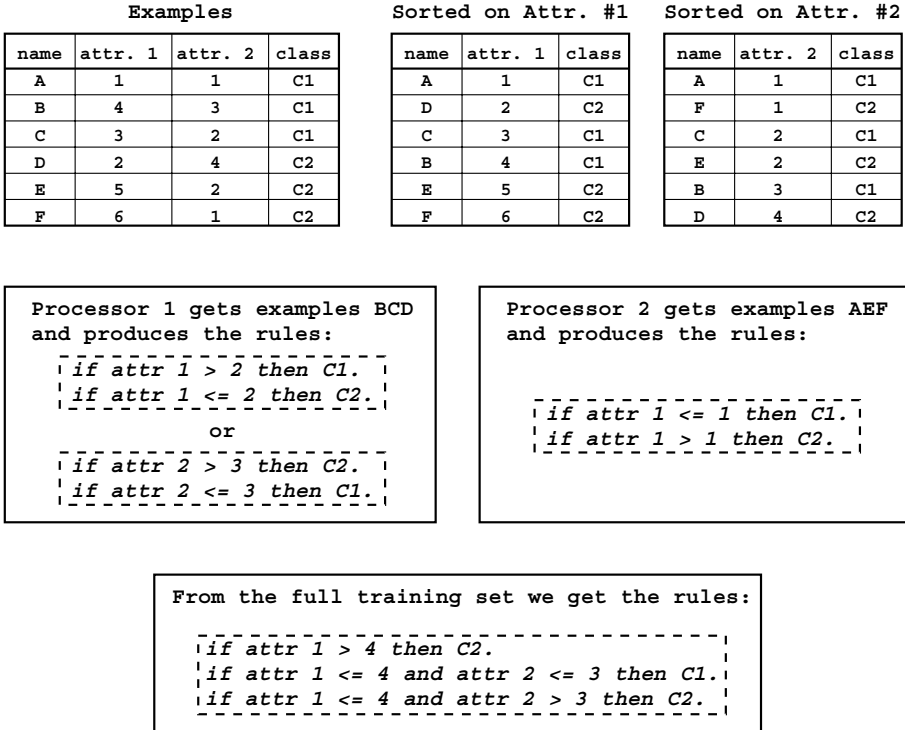 Examples
name attr. 1 attr. 2 class
A 1 1 C1
B 4 3 C1
C 3 2 C1
D 2 4 C2
E 5 2 C2
F 6 1 C2
Sorted on Attr. #1
name attr. 1 class
A 1 C1
D 2 C2
C 3 C1
B 4 C1
E 5 C2
F 6 C2
Sorted on Attr. #2
name attr. 2 class
A 1 C1
F 1 C2
C 2 C1
E 2 C2
B 3 C1
D 4 C2
Processor 1 gets examples BCD
and produces the rules:
if attr 1 > 2 then C1.
if attr 1 <= 2 then C2.
or
if attr 2 > 3 then C2.
if attr 2 <= 3 then C1.
Processor 2 gets examples AEF
and produces the rules:
if attr 1 <= 1 then C1.
if attr 1 > 1 then C2.
From the full training set we get the rules:
if attr 1 > 4 then C2.
if attr 1 <= 4 and attr 2 <= 3 then C1.
if attr 1 <= 4 and attr 2 > 3 then C2.